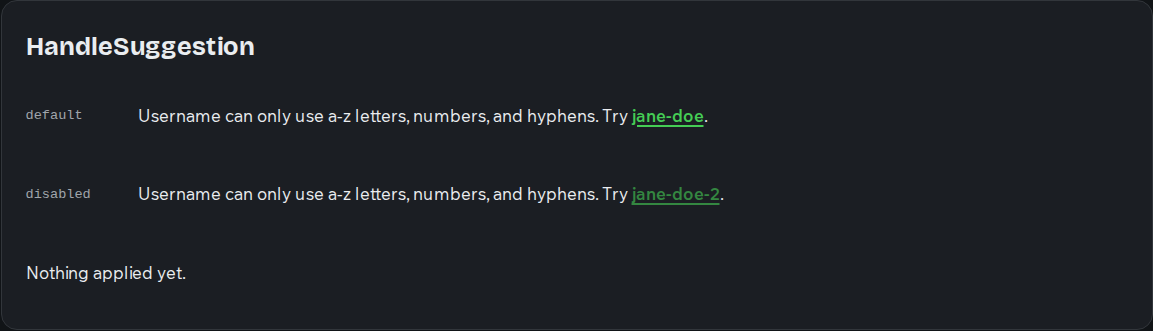 HandleSuggestion
default Username can only use a-z letters, numbers, and hyphens. Try jane-doe.
disabled Username can only use a-z letters, numbers, and hyphens. Try jane-doe-2.
Nothing applied yet.